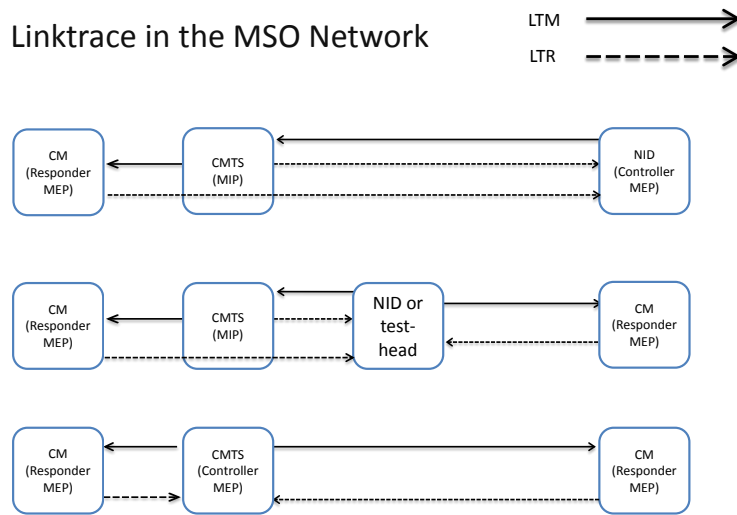 Linktrace in the MSO Network
LTM
LTR
CM
(Responder
MEP)
CMTS
(MIP)
NID
(Controller
MEP)
CM
(Responder
MEP)
CMTS
(MIP)
NID or
test-
head
CM
(Responder
MEP)
CM
(Responder
MEP)
CMTS
(Controller
MEP)
CM
(Responder
MEP)